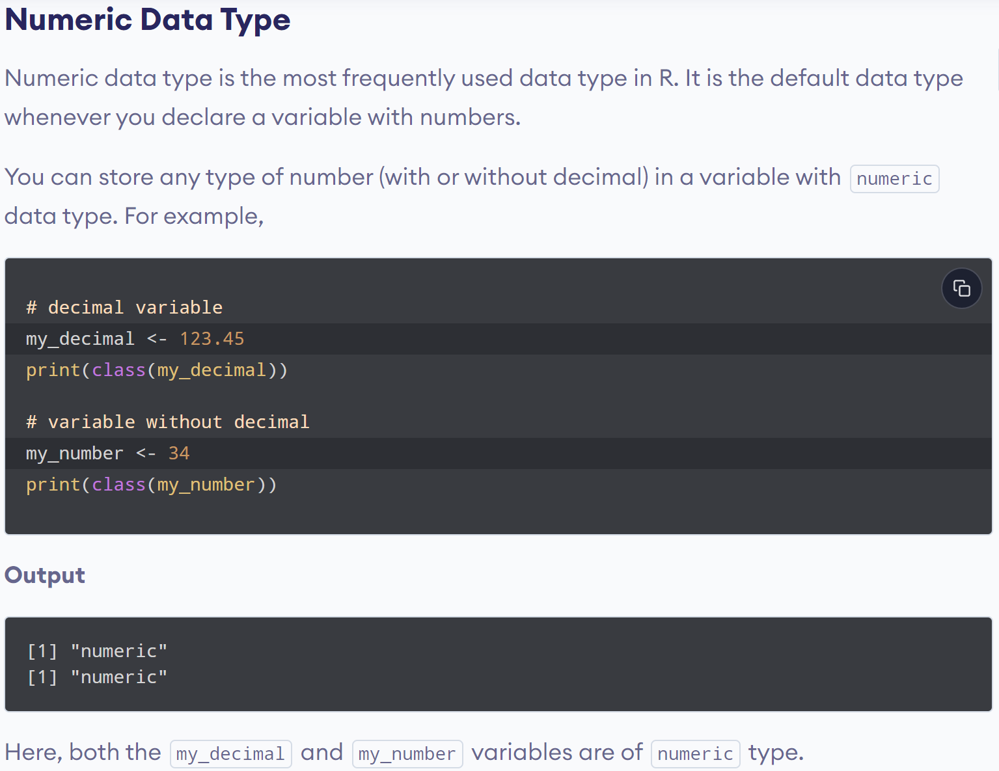 Numeric Data Type
Numeric data type is the most frequently used data type in R. It is the default data type
whenever you declare a variable with numbers.
You can store any type of number (with or without decimal) in a variable with numeric
data type. For example,
# decimal variable
my_decimal <- 123.45
print(class(my_decimal))
# variable without decimal
my_number <- 34
print(class(my_number))
Output
[1] "numeric"
[1] "numeric"
Here, both the my_decimal and my_number variables are of numeric type.